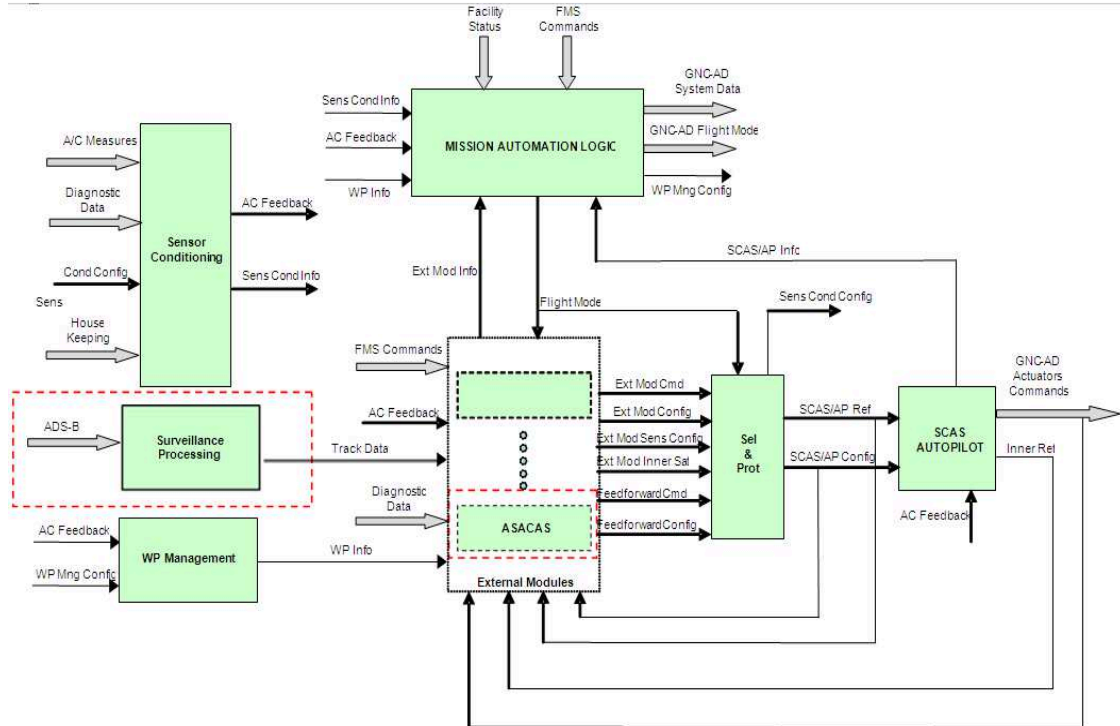 Facility
Status
FMS
Commands
GNC-AD
System Data
Sens Cond Info
A/C Measures
AC Feedback
MISSION AUTOMATION LOGIC
GNC-AD Flight Mode
WP Info
WP Mng Config
Diagnostic
Data
AC Feedback
Sensor
Conditioning
SCAS/AP Info
Cond Config
Sens Cond Info
Ext Mod Info
Sens
Flight Mode
Sens Cond Config
House
Keeping
FMS Commands
GNC-AD
Actuators
Commands
Ext Mod Cmd
AC Feedback
Ext Mod Config
SCAS/AP Ref
ADS-B
Surveillance
Processing
Ext Mod Sens Config
Sel
&
Prot
SCAS
AUTOPILOT
Track Data
Inner Ref
Ext Mod Inner Sat
SCAS/AP Config
Diagnostic
Data
Feedforward Cmd
ASACAS
Feedforward Config
AC Feedback
AC Feedback
WP Management
WP Info
WP Mng Config
External Modules